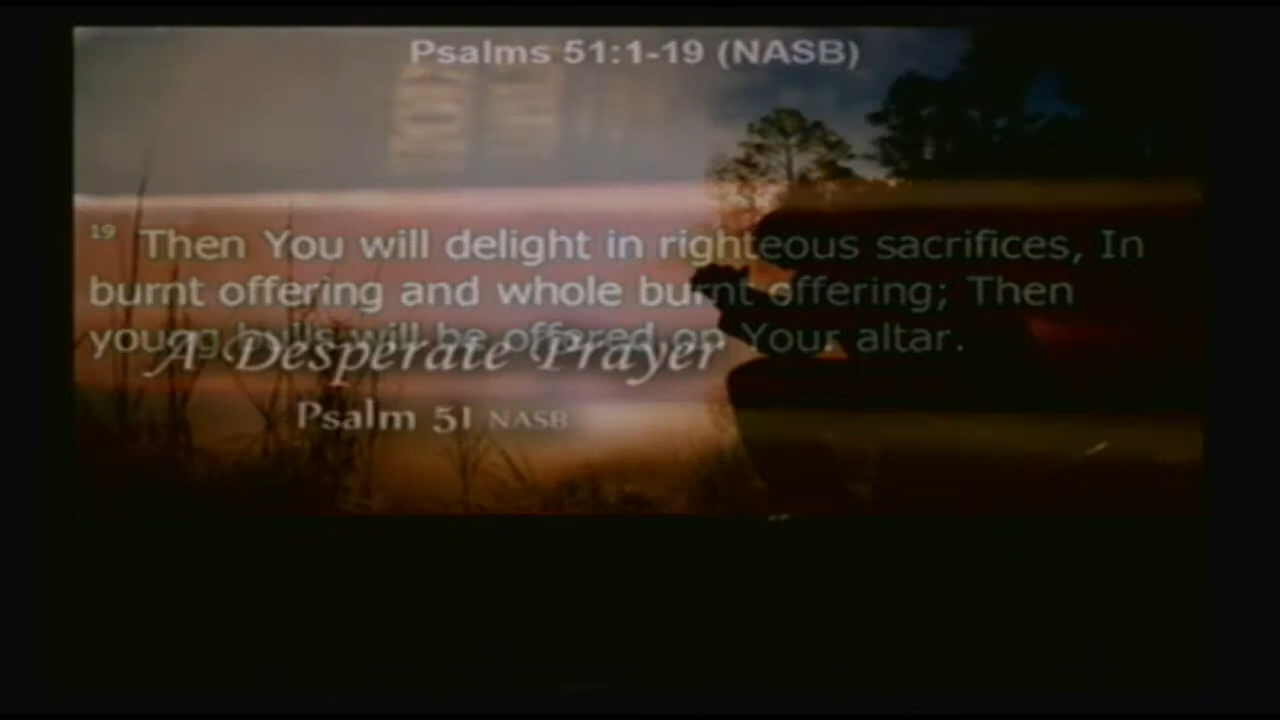 Psalms 51:1-19 (NASB)
19 Then You will delight in righteous sacrifices, In
burnt offering and whole burnt offering; Then
young bulls will be offered on Your altar.
A Desperate Prayer
Psalm 51 NASB